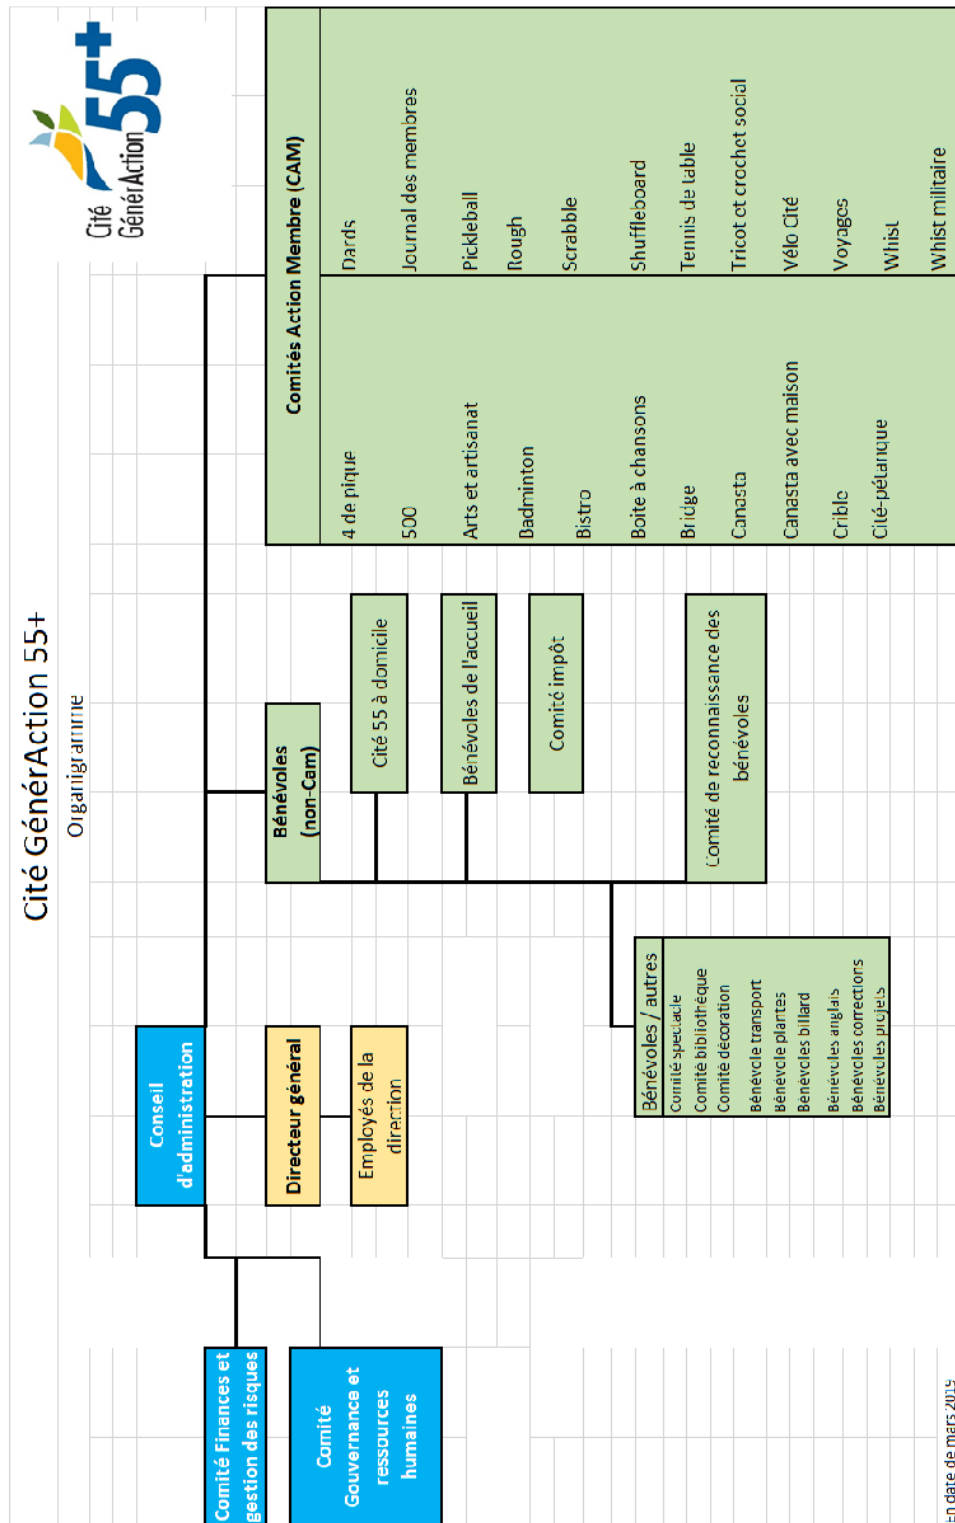 Cité GénérAction 55+
Organigramme
Cité
GénérAction 55+
Conseil
d'administration
Comité Finances et
gestion des risques
Comité
Gouvernance et
ressources
humaines
Directeur général
Employés de la
direction
Bénévoles
(non-Cam)
Cité 55 à domicile
Bénévoles de l'accueil
Comité impôt
Comité de reconnaissance des
bénévoles
Bénévoles / autres
Comité spectacle
Comité bibliothèque
Comité décoration
Bénévole transport
Bénévole plantes
Bénévoles billard
Bénévoles anglais
Bénévoles corrections
Bénévoles projets
Comités Action Membre (CAM)
4 de pique
500
Arts et artisanat
Badminton
Bistro
Boite à chansons
Bridge
Canasta
Canasta avec maison
Crible
Cité-pétanque
Dards
Journal des membres
Pickleball
Rough
Scrabble
Shuffleboard
Tennis de table
Tricot et crochet social
Vélo Cité
Voyages
Whist
Whist militaire
En date de mars 2019